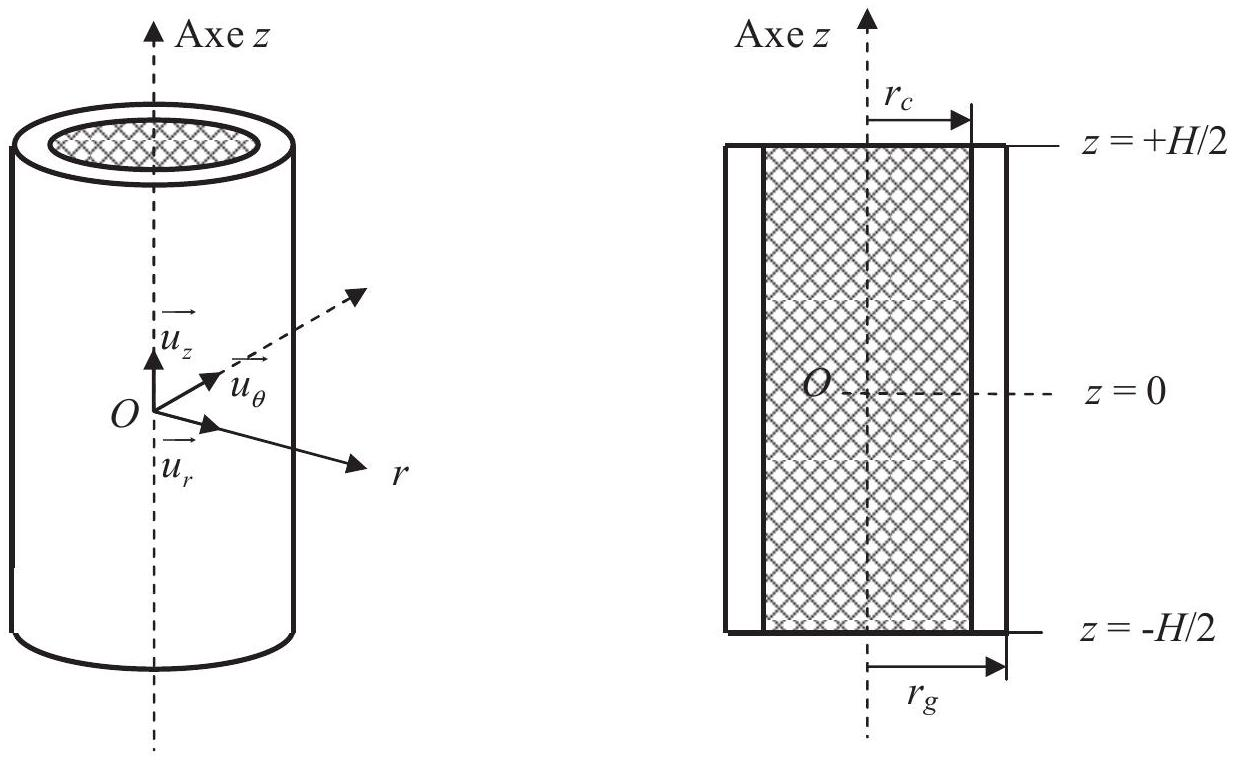 Axe z
u_z
u_θ
O
u_r
r
Axe z
r_c
z = +H/2
O
z = 0
z = -H/2
r_g